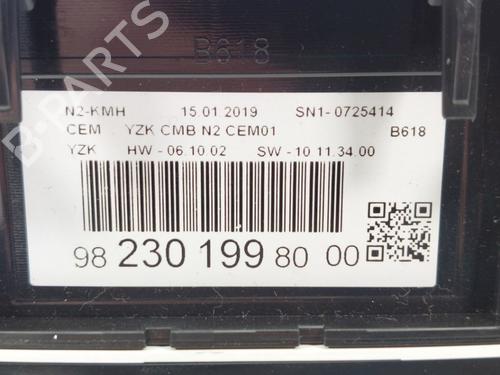 B618
N2-KMH 15.01.2019 SN1-0725414
CEM YZK CMB N2 CEM01 B618
YZK HW - 06.10.02 SW - 10 11.34.00
98 230 199 80 00
B-PARTS
B-PARTS